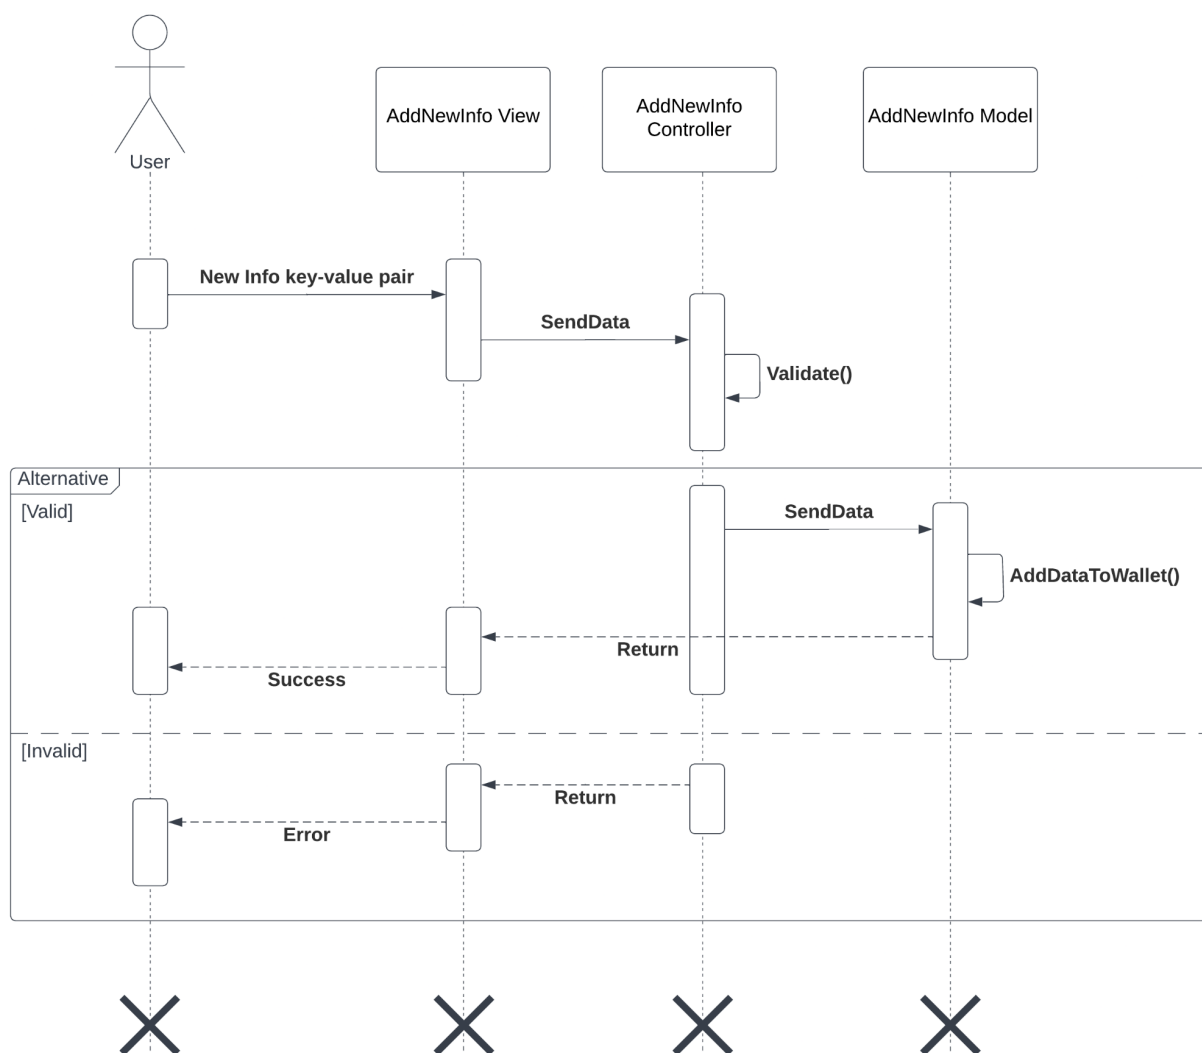 User
AddNewInfo View
AddNewInfo
Controller
AddNewInfo Model
New Info key-value pair
SendData
Validate()
Alternative
[Valid]
SendData
AddDataToWallet()
Return
Success
[Invalid]
Return
Error